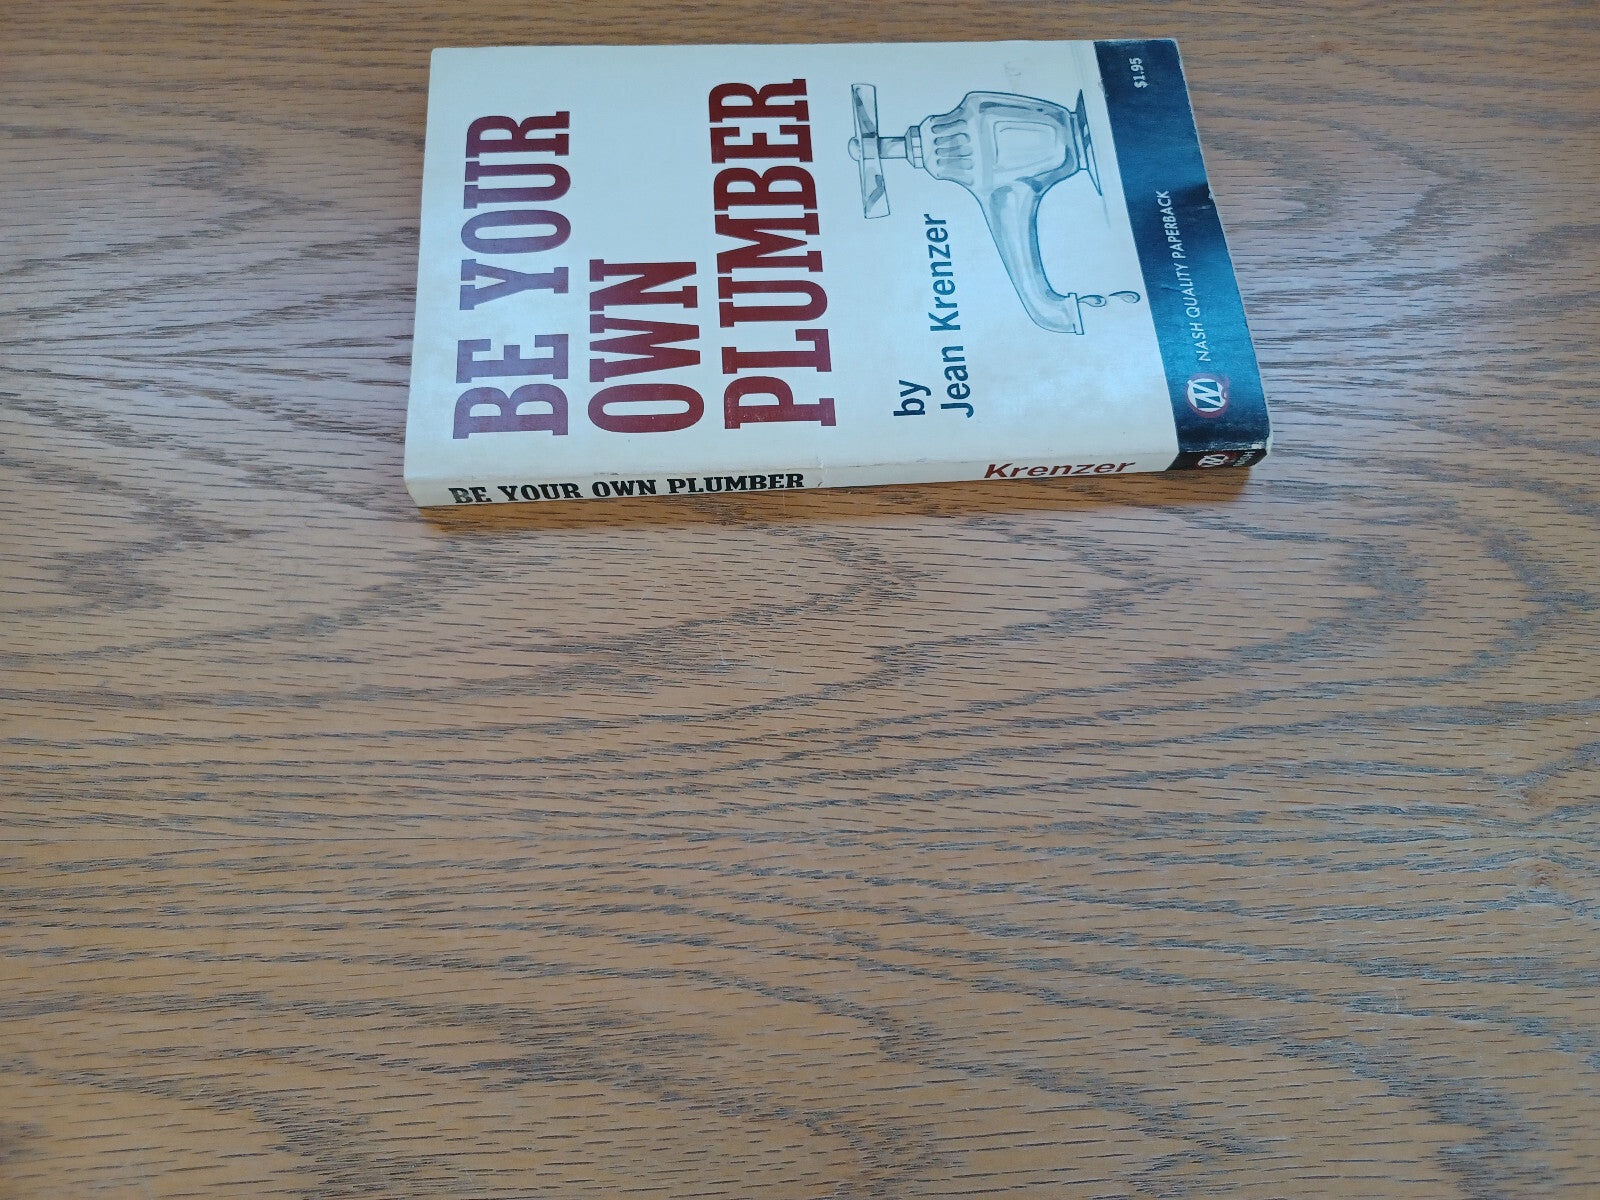 BE YOUR
OWN
PLUMBER
by
Jean Krenzer
$1.95
NASH QUALITY PAPERBACK
BE YOUR OWN PLUMBER
Krenzer